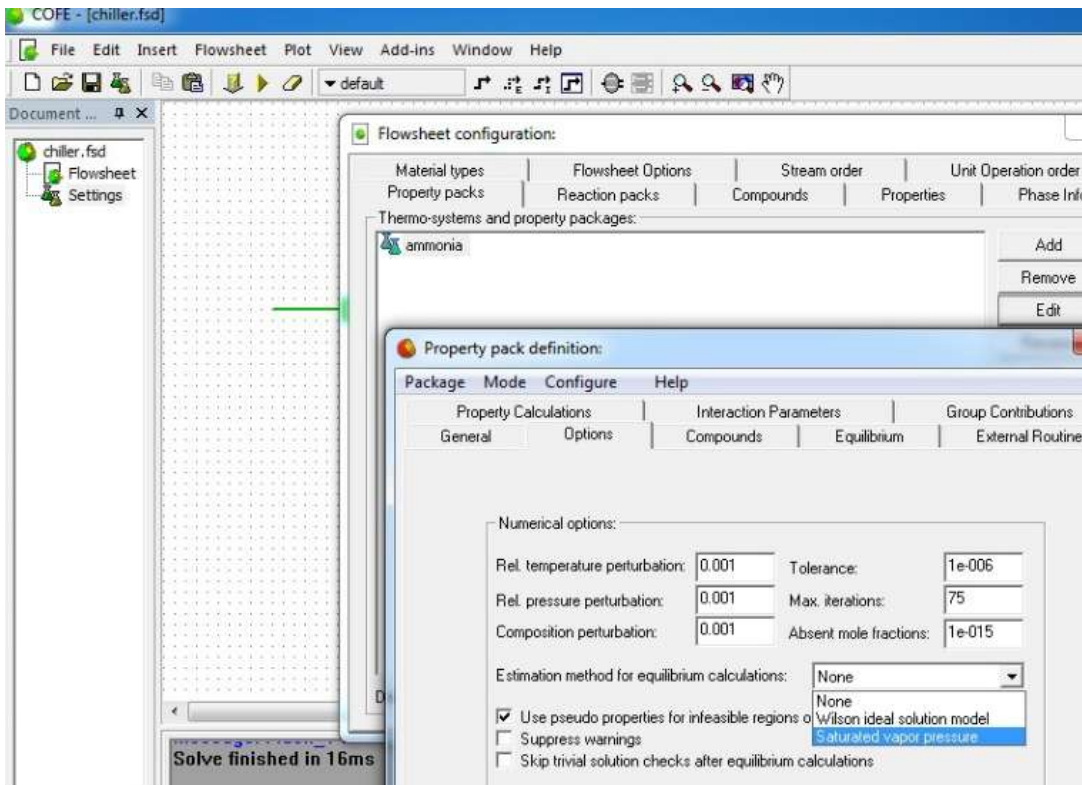 COFE - [chiller.fsd]
File Edit Insert Flowsheet Plot View Add-ins Window Help
default
Document ...
chiller.fsd
Flowsheet
Settings
Flowsheet configuration:
Material types Flowsheet Options Stream order Unit Operation order
Property packs Reaction packs Compounds Properties Phase
Thermo-systems and property packages:
ammonia
Add
Remove
Edit
Property pack definition:
Package Mode Configure Help
Property Calculations Interaction Parameters Group Contributions
General Options Compounds Equilibrium External Routine
Numerical options:
Rel. temperature perturbation: 0.001 Tolerance: 1e-006
Rel. pressure perturbation: 0.001 Max. iterations: 75
Composition perturbation: 0.001 Absent mole fractions: 1e-015
Estimation method for equilibrium calculations: None
None
Use pseudo properties for infeasible regions o Wilson ideal solution model
Suppress warnings Saturated vapor pressure
Skip trivial solution checks after equilibrium calculations
Solve finished in 16ms